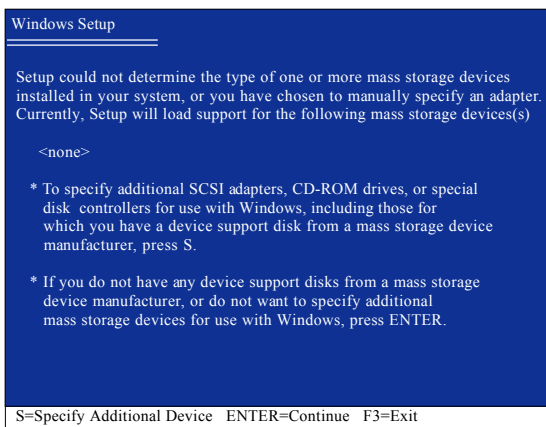 Windows Setup
Setup could not determine the type of one or more mass storage devices
installed in your system, or you have chosen to manually specify an adapter.
Currently, Setup will load support for the following mass storage devices(s)
<none>
* To specify additional SCSI adapters, CD-ROM drives, or special
disk controllers for use with Windows, including those for
which you have a device support disk from a mass storage device
manufacturer, press S.
* If you do not have any device support disks from a mass storage
device manufacturer, or do not want to specify additional
mass storage devices for use with Windows, press ENTER.
S=Specify Additional Device ENTER=Continue F3=Exit